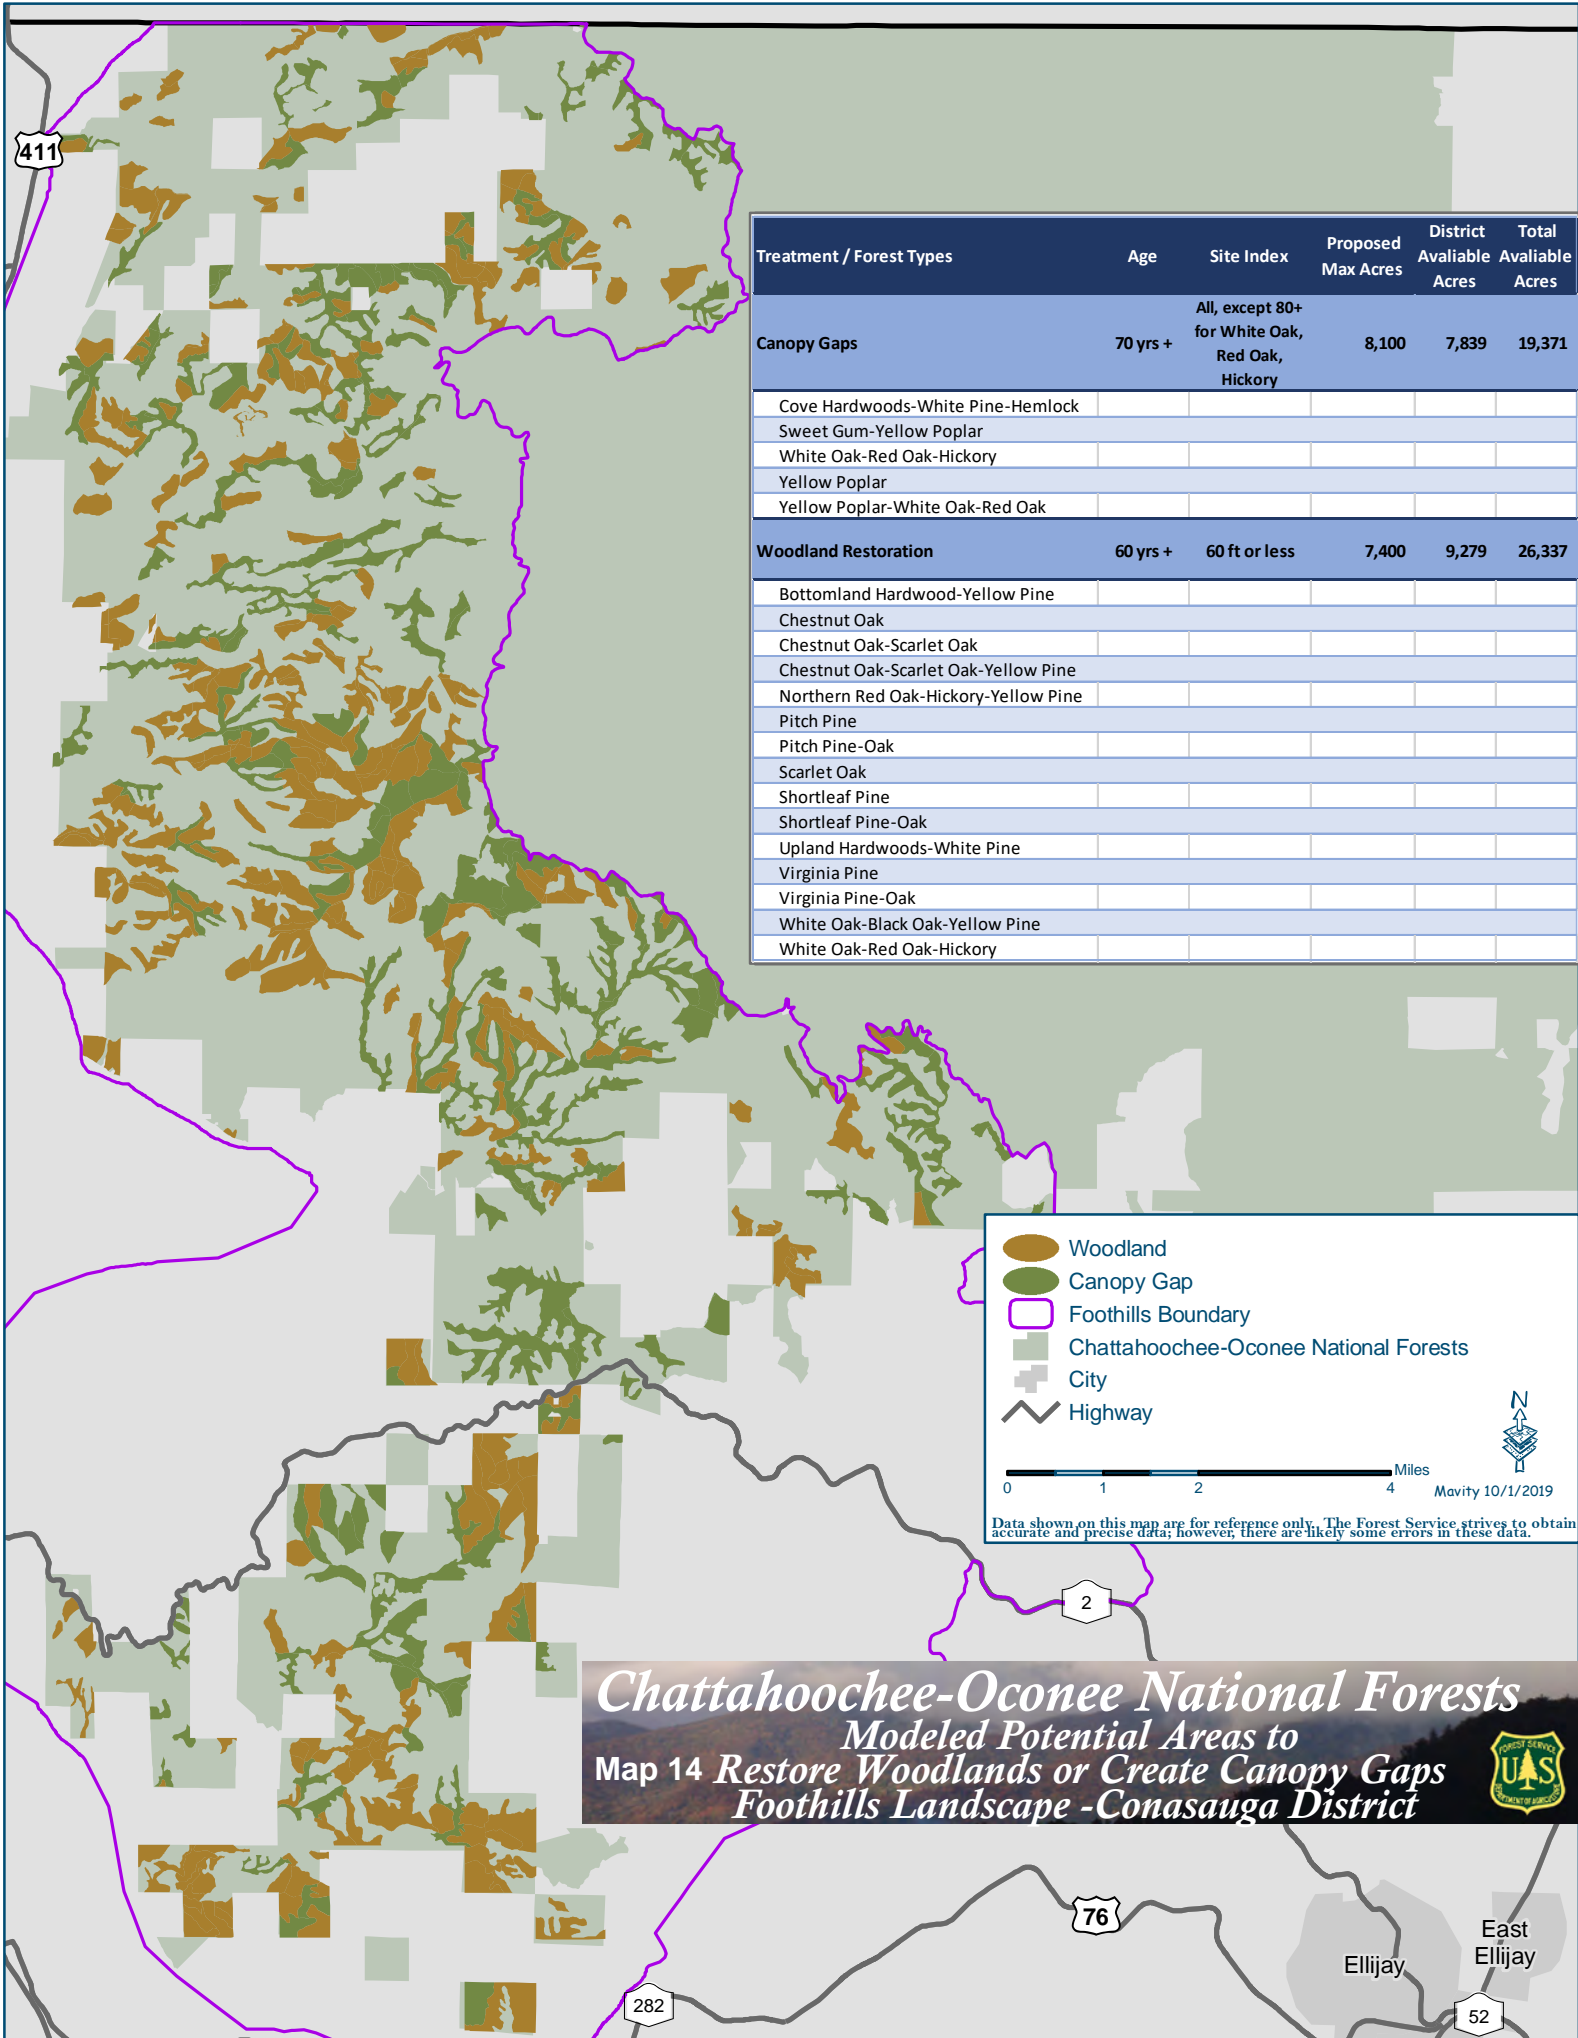 411
Treatment / Forest Types Age Site Index Proposed Max Acres District Avaliable Acres Total Avaliable Acres
Canopy Gaps 70 yrs + All, except 80+ for White Oak, Red Oak, Hickory 8,100 7,839 19,371
Cove Hardwoods-White Pine-Hemlock
Sweet Gum-Yellow Poplar
White Oak-Red Oak-Hickory
Yellow Poplar
Yellow Poplar-White Oak-Red Oak
Woodland Restoration 60 yrs + 60 ft or less 7,400 9,279 26,337
Bottomland Hardwood-Yellow Pine
Chestnut Oak
Chestnut Oak-Scarlet Oak
Chestnut Oak-Scarlet Oak-Yellow Pine
Northern Red Oak-Hickory-Yellow Pine
Pitch Pine
Pitch Pine-Oak
Scarlet Oak
Shortleaf Pine
Shortleaf Pine-Oak
Upland Hardwoods-White Pine
Virginia Pine
Virginia Pine-Oak
White Oak-Black Oak-Yellow Pine
White Oak-Red Oak-Hickory
Woodland
Canopy Gap
Foothills Boundary
Chattahoochee-Oconee National Forests
City
Highway
N
Miles
0 1 2 4
Mavity 10/1/2019
Data shown on this map are for reference only. The Forest Service strives to obtain
accurate and precise data; however, there are likely some errors in these data.
2
Chattahoochee-Oconee National Forests
Modeled Potential Areas to
Map 14 Restore Woodlands or Create Canopy Gaps
Foothills Landscape -Conasauga District
FOREST SERVICE
US
DEPARTMENT OF AGRICULTURE
76
East
Ellijay
Ellijay
282
52